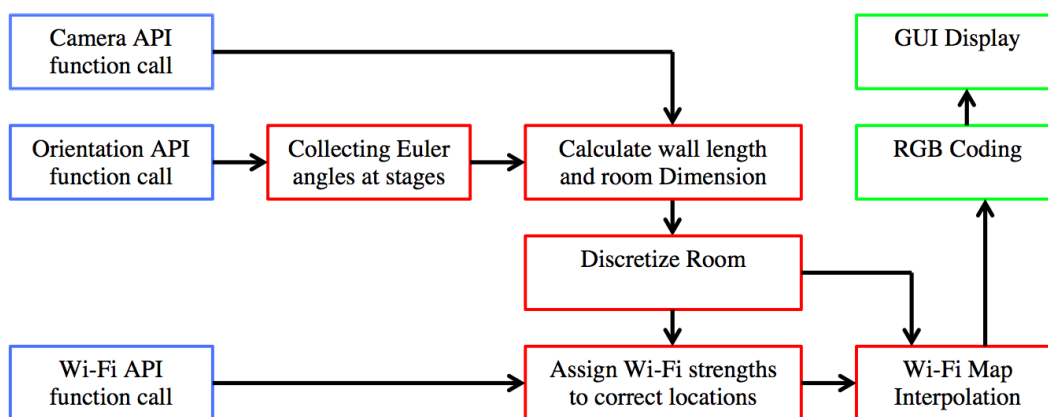 Camera API
function call
GUI Display
Orientation API
function call
Collecting Euler
angles at stages
Calculate wall length
and room Dimension
RGB Coding
Discretize Room
Wi-Fi API
function call
Assign Wi-Fi strengths
to correct locations
Wi-Fi Map
Interpolation